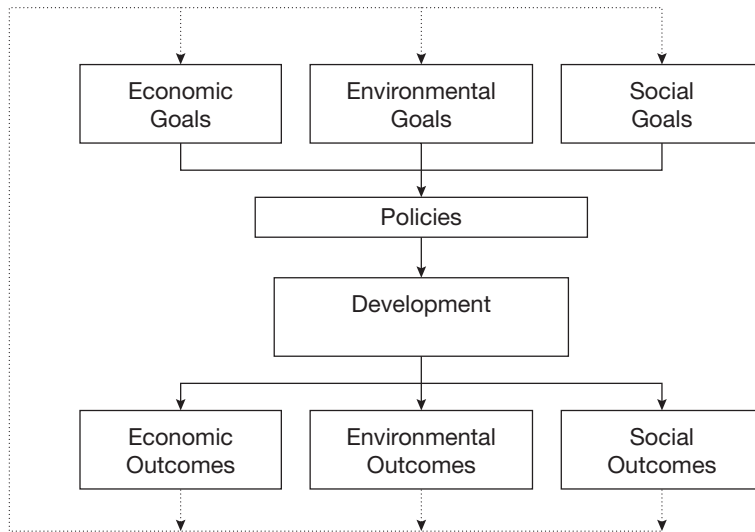 Economic
Goals
Environmental
Goals
Social
Goals
Policies
Development
Economic
Outcomes
Environmental
Outcomes
Social
Outcomes